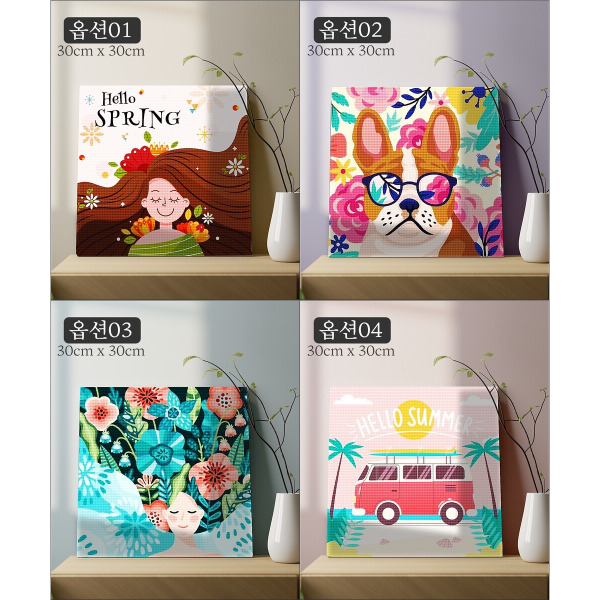 옵션01
30cm x 30cm
Hello
SPRING
옵션02
30cm x 30cm
옵션03
30cm x 30cm
옵션04
30cm x 30cm
HELLO SUMMER